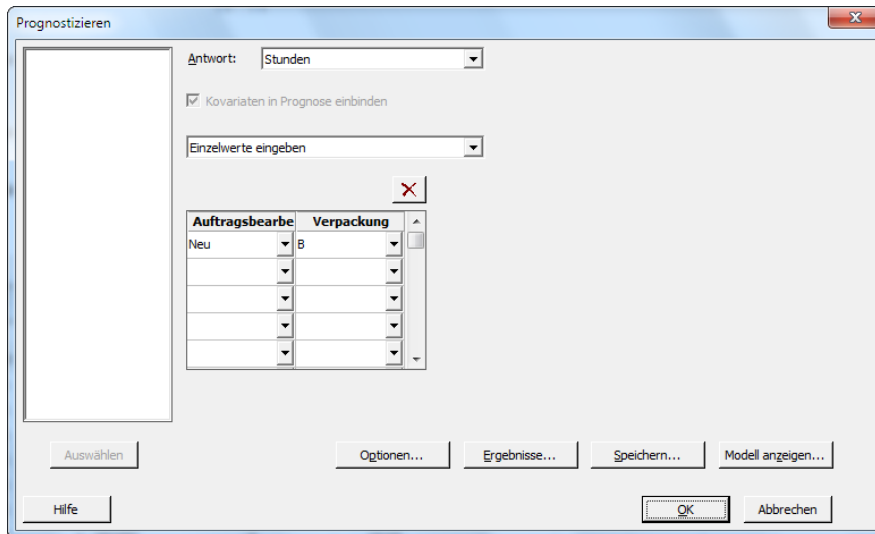 Prognostizieren
Antwort: Stunden
Kovariaten in Prognose einbinden
Einzelwerte eingeben
Auftragsbearbe Verpackung
Neu B
Auswählen Optionen... Ergebnisse... Speichern... Modell anzeigen...
Hilfe OK Abbrechen